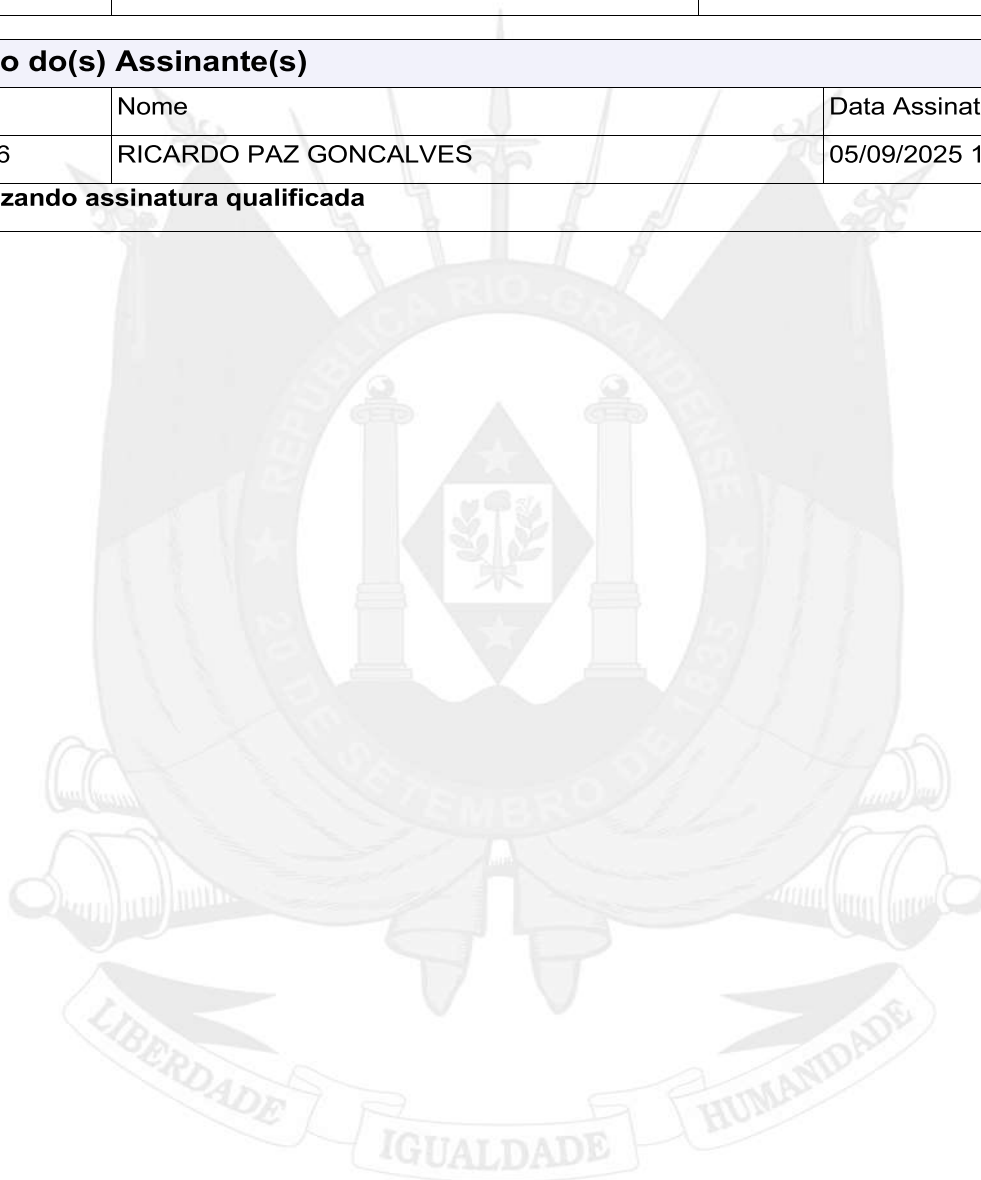 o do(s) Assinante(s)
Nome
Data Assinat
6
RICARDO PAZ GONCALVES
05/09/2025 1
zando assinatura qualificada
REPÚBLICA RIO-GRANDENSE
★ 20 DE SETEMBRO DE 1835 ★
LIBERDADE
IGUALDADE
HUMANIDADE